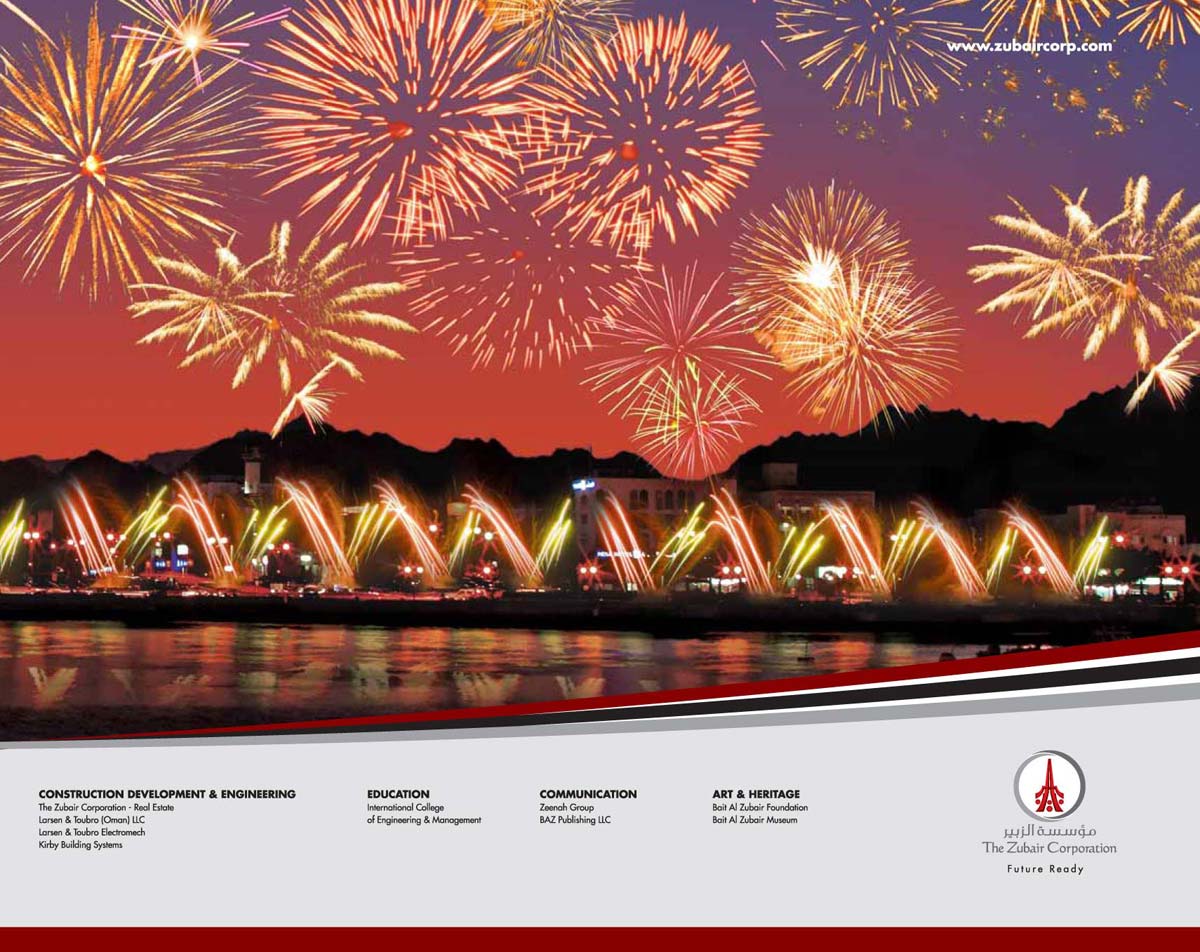 www.zubaircorp.com
CONSTRUCTION DEVELOPMENT & ENGINEERING
The Zubair Corporation - Real Estate
Larsen & Toubro (Oman) LLC
Larsen & Toubro Electromech
Kirby Building Systems
EDUCATION
International College
of Engineering & Management
COMMUNICATION
Zeenah Group
BAZ Publishing LLC
ART & HERITAGE
Bait Al Zubair Foundation
Bait Al Zubair Museum
مؤسسة الزبير
The Zubair Corporation
Future Ready